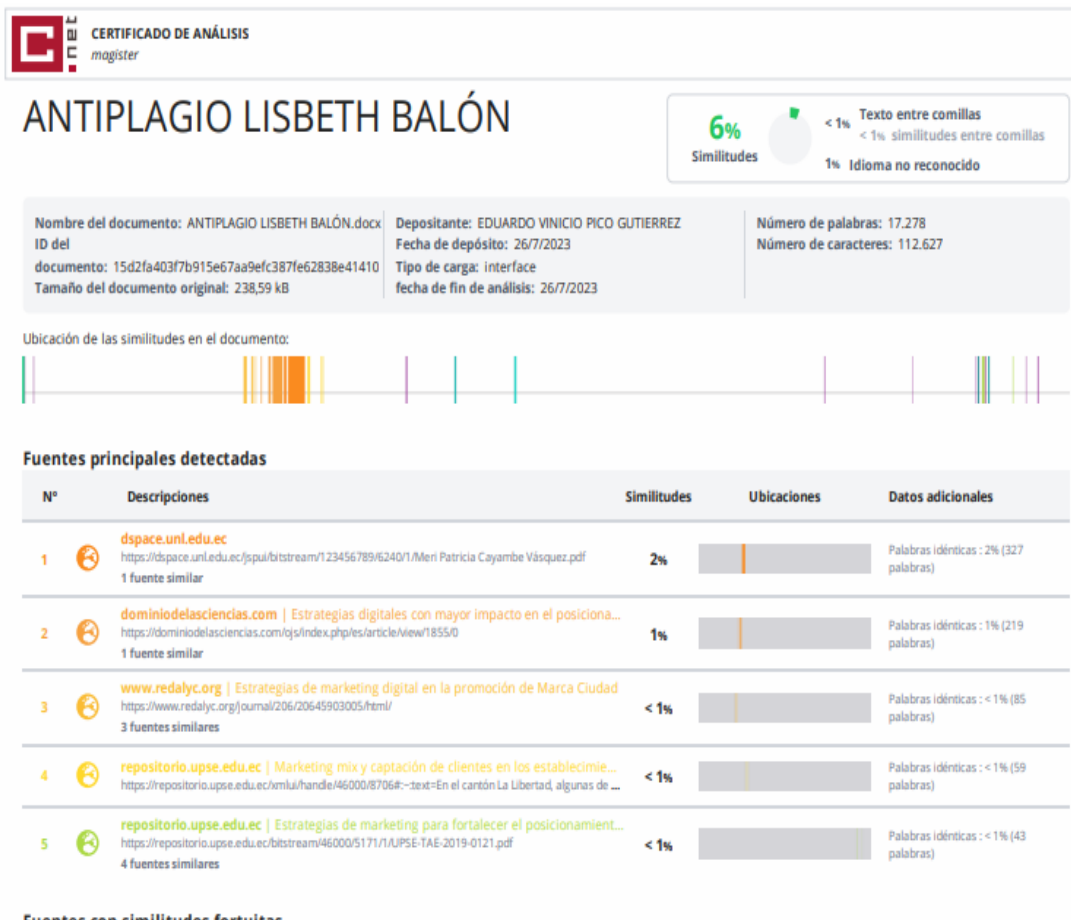 C.net
CERTIFICADO DE ANÁLISIS
magister
ANTIPLAGIO LISBETH BALÓN
6%
Similitudes
< 1% Texto entre comillas
< 1% similitudes entre comillas
1% Idioma no reconocido
Nombre del documento: ANTIPLAGIO LISBETH BALÓN.docx
ID del
documento: 15d2fa403f7b915e67aa9efc387fe62838e41410
Tamaño del documento original: 238,59 kB
Depositante: EDUARDO VINICIO PICO GUTIERREZ
Fecha de depósito: 26/7/2023
Tipo de carga: interface
fecha de fin de análisis: 26/7/2023
Número de palabras: 17.278
Número de caracteres: 112.627
Ubicación de las similitudes en el documento:
Fuentes principales detectadas
N° Descripciones Similitudes Ubicaciones Datos adicionales
1 dspace.unl.edu.ec
https://dspace.unl.edu.ec/jspui/bitstream/123456789/6240/1/Meri Patricia Cayambe Vásquez.pdf
1 fuente similar
2%
Palabras idénticas : 2% (327
palabras)
2 dominiodelasciencias.com | Estrategias digitales con mayor impacto en el posiciona...
https://dominiodelasciencias.com/ojs/index.php/es/article/view/1855/0
1 fuente similar
1%
Palabras idénticas : 1% (219
palabras)
3 www.redalyc.org | Estrategias de marketing digital en la promoción de Marca Ciudad
https://www.redalyc.org/journal/206/20645903005/html/
3 fuentes similares
< 1%
Palabras idénticas : < 1% (85
palabras)
4 repositorio.upse.edu.ec | Marketing mix y captación de clientes en los establecimie...
https://repositorio.upse.edu.ec/xmlui/handle/46000/8706#:~:text=En el cantón La Libertad, algunas de ...
< 1%
Palabras idénticas : < 1% (59
palabras)
5 repositorio.upse.edu.ec | Estrategias de marketing para fortalecer el posicionamient...
https://repositorio.upse.edu.ec/bitstream/46000/5171/1/UPSE-TAE-2019-0121.pdf
4 fuentes similares
< 1%
Palabras idénticas : < 1% (43
palabras)
Fuentes con similitudes fortuitas